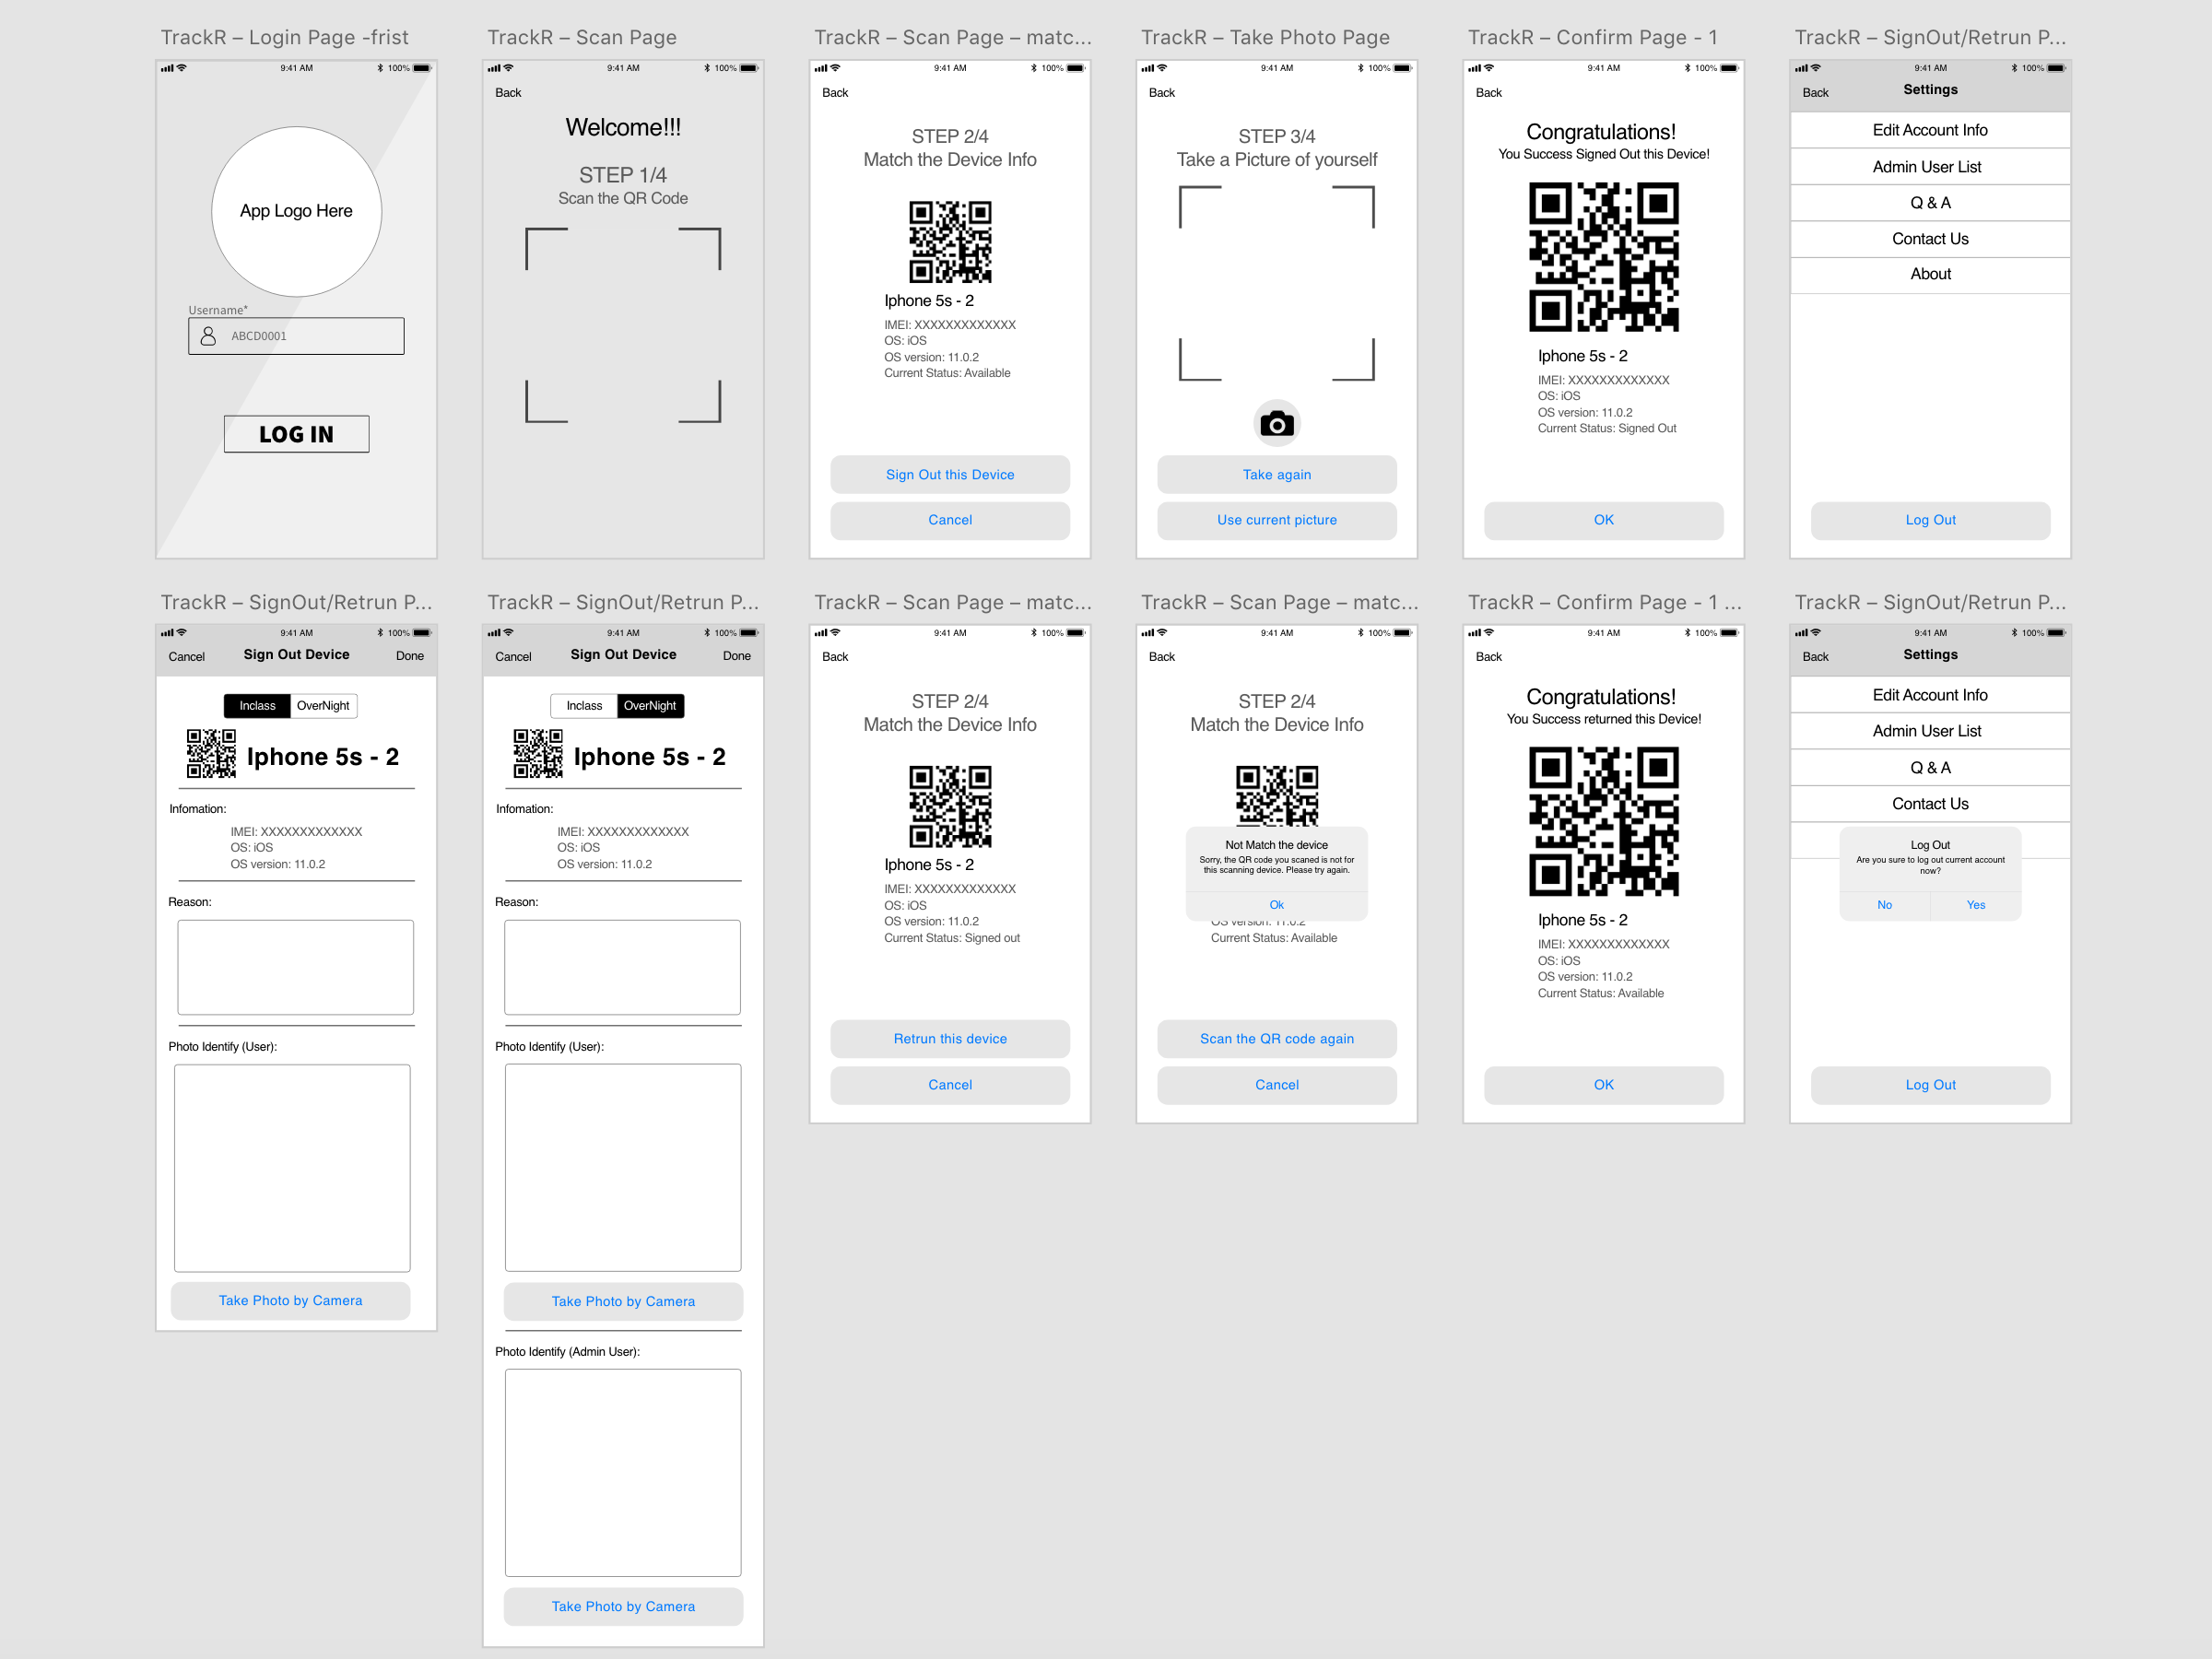 TrackR – Login Page -frist
9:41 AM
100%
App Logo Here
Username*
ABCD0001
LOG IN
TrackR – Scan Page
9:41 AM
100%
Back
Welcome!!!
STEP 1/4
Scan the QR Code
TrackR – Scan Page – matc...
9:41 AM
100%
Back
STEP 2/4
Match the Device Info
Iphone 5s - 2
IMEI: XXXXXXXXXXXXX
OS: iOS
OS version: 11.0.2
Current Status: Available
Sign Out this Device
Cancel
TrackR – Take Photo Page
9:41 AM
100%
Back
STEP 3/4
Take a Picture of yourself
Take again
Use current picture
TrackR – Confirm Page - 1
9:41 AM
100%
Back
Congratulations!
You Success Signed Out this Device!
Iphone 5s - 2
IMEI: XXXXXXXXXXXXX
OS: iOS
OS version: 11.0.2
Current Status: Signed Out
OK
TrackR – SignOut/Retrun P...
9:41 AM
100%
Back
Settings
Edit Account Info
Admin User List
Q & A
Contact Us
About
Log Out
TrackR – SignOut/Retrun P...
9:41 AM
100%
Cancel
Sign Out Device
Done
Inclass
OverNight
Iphone 5s - 2
Infomation:
IMEI: XXXXXXXXXXXXX
OS: iOS
OS version: 11.0.2
Reason:
Photo Identify (User):
Take Photo by Camera
TrackR – SignOut/Retrun P...
9:41 AM
100%
Cancel
Sign Out Device
Done
Inclass
OverNight
Iphone 5s - 2
Infomation:
IMEI: XXXXXXXXXXXXX
OS: iOS
OS version: 11.0.2
Reason:
Photo Identify (User):
Take Photo by Camera
Photo Identify (Admin User):
Take Photo by Camera
TrackR – Scan Page – matc...
9:41 AM
100%
Back
STEP 2/4
Match the Device Info
Iphone 5s - 2
IMEI: XXXXXXXXXXXXX
OS: iOS
OS version: 11.0.2
Current Status: Signed out
Retrun this device
Cancel
TrackR – Scan Page – matc...
9:41 AM
100%
Back
STEP 2/4
Match the Device Info
Not Match the device
Sorry, the QR code you scaned is not for
this scanning device. Please try again.
Ok
OS version: 11.0.2
Current Status: Available
Scan the QR code again
Cancel
TrackR – Confirm Page - 1 ...
9:41 AM
100%
Back
Congratulations!
You Success returned this Device!
Iphone 5s - 2
IMEI: XXXXXXXXXXXXX
OS: iOS
OS version: 11.0.2
Current Status: Available
OK
TrackR – SignOut/Retrun P...
9:41 AM
100%
Back
Settings
Edit Account Info
Admin User List
Q & A
Contact Us
Log Out
Are you sure to log out current account
now?
No
Yes
Log Out